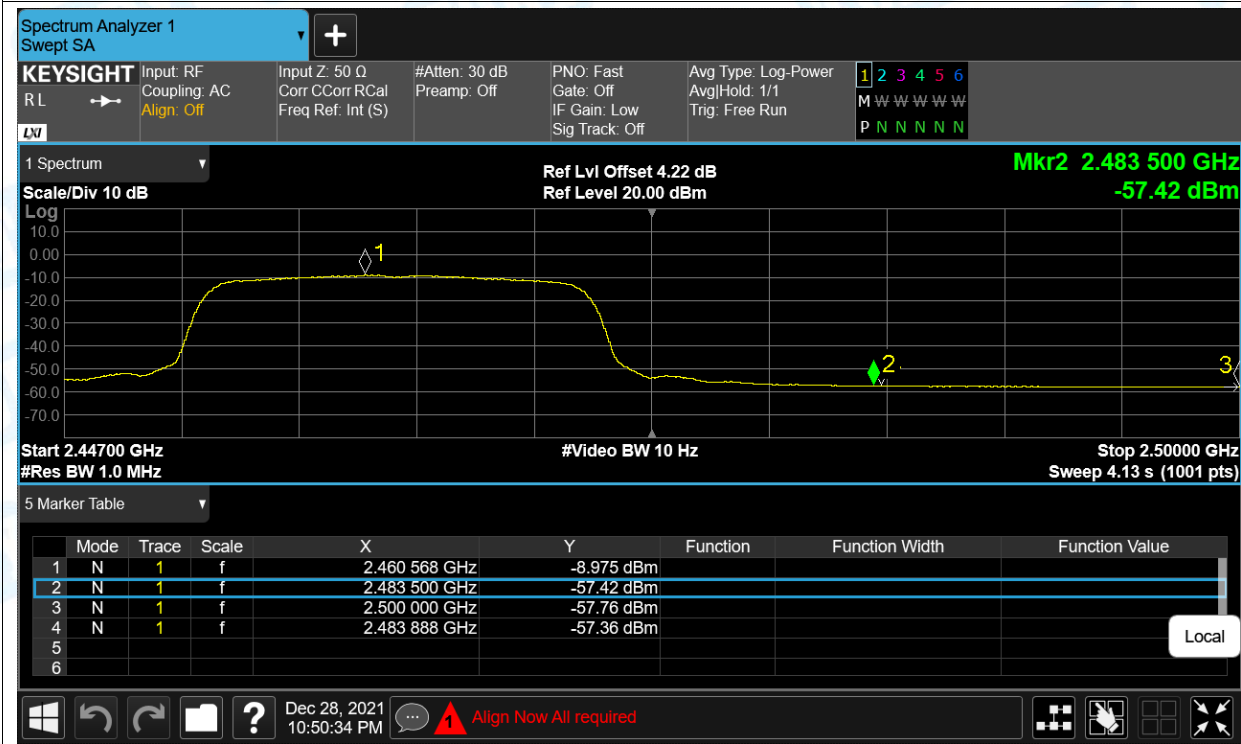 Spectrum Analyzer 1
Swept SA
KEYSIGHT Input: RF Input Z: 50 Ω #Atten: 30 dB PNO: Fast Avg Type: Log-Power 1 2 3 4 5 6
R L Coupling: AC Corr CCorr RCal Preamp: Off Gate: Off Avg|Hold: 1/1 M W W W W W
Align: Off Freq Ref: Int (S) IF Gain: Low Trig: Free Run
LXI Sig Track: Off P N N N N N
1 Spectrum Ref Lvl Offset 4.22 dB Mkr2 2.483 500 GHz
Scale/Div 10 dB Ref Level 20.00 dBm -57.42 dBm
Log
10.0
0.00 1
-10.0
-20.0
-30.0
-40.0
-50.0 2 3
-60.0
-70.0
Start 2.44700 GHz #Video BW 10 Hz Stop 2.50000 GHz
#Res BW 1.0 MHz Sweep 4.13 s (1001 pts)
5 Marker Table
Mode Trace Scale X Y Function Function Width Function Value
1 N 1 f 2.460 568 GHz -8.975 dBm
2 N 1 f 2.483 500 GHz -57.42 dBm
3 N 1 f 2.500 000 GHz -57.76 dBm
4 N 1 f 2.483 888 GHz -57.36 dBm
5
6
Local
? Dec 28, 2021
10:50:34 PM 1 Align Now All required